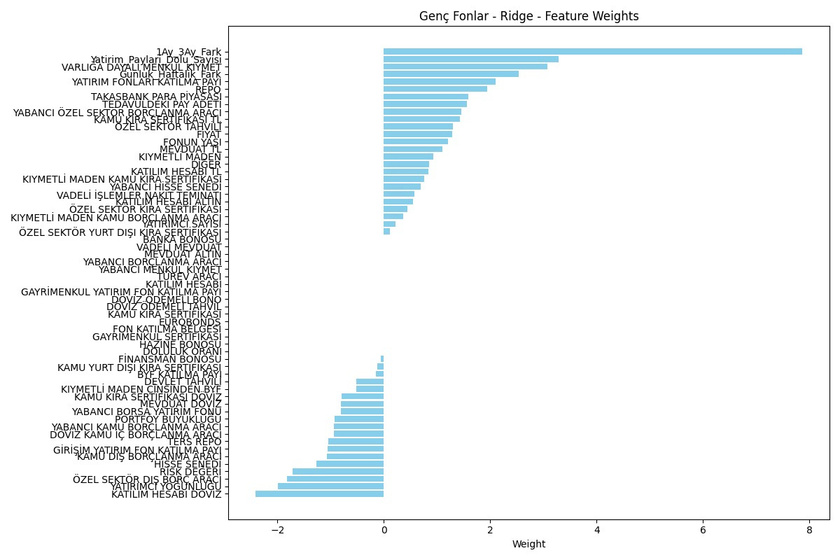 Genç Fonlar - Ridge - Feature Weights
1Ay_3Ay_Fark
Yatirim_Paylari_Dolu_Sayisi
VARLIĞA DAYALI MENKUL KIYMET
Gunluk_Haftalik_Fark
YATIRIM FONLARI KATILMA PAYI
REPO
TAKASBANK PARA PİYASASI
TEDAVÜLDEKİ PAY ADETİ
YABANCI ÖZEL SEKTÖR BORÇLANMA ARACI
KAMU KİRA SERTİFİKASI TL
ÖZEL SEKTÖR TAHVİLİ
FİYAT
FONUN YAŞI
MEVDUAT TL
KIYMETLİ MADEN
DİĞER
KATILIM HESABI TL
KIYMETLİ MADEN KAMU KİRA SERTİFİKASI
YABANCI HİSSE SENEDİ
VADELİ İŞLEMLER NAKİT TEMİNATI
KATILIM HESABI ALTIN
ÖZEL SEKTÖR KİRA SERTİFİKASI
KIYMETLİ MADEN KAMU BORÇLANMA ARACI
YATIRIMCI SAYISI
ÖZEL SEKTÖR YURT DIŞI KİRA SERTİFİKASI
BANKA BONOSU
VADELİ MEVDUAT
MEVDUAT ALTIN
YABANCI BORÇLANMA ARACI
YABANCI MENKUL KIYMET
TÜREV ARACI
KATILIM HESABI
GAYRİMENKUL YATIRIM FON KATILMA PAYI
DÖVİZ ÖDEMELİ BONO
DÖVİZ ÖDEMELİ TAHVİL
KAMU KİRA SERTİFİKASI
EUROBONDS
FON KATILMA BELGESİ
GAYRİMENKUL SERTİFİKASI
HAZİNE BONOSU
DOLULUK ORANI
FİNANSMAN BONOSU
KAMU YURT DIŞI KİRA SERTİFİKASI
BYF KATILMA PAYI
DEVLET TAHVİLİ
KIYMETLİ MADEN CİNSİNDEN BYF
KAMU KİRA SERTİFİKASI DÖVİZ
MEVDUAT DÖVİZ
YABANCI BORSA YATIRIM FONU
PORTFÖY BÜYÜKLÜĞÜ
YABANCI KAMU BORÇLANMA ARACI
DÖVİZ KAMU İÇ BORÇLANMA ARACI
TERS REPO
GİRİŞİM YATIRIM FON KATILMA PAYI
KAMU DIŞ BORÇLANMA ARACI
HİSSE SENEDİ
RİSK DEĞERİ
ÖZEL SEKTÖR DIŞ BORÇ ARACI
YATIRIMCI YOĞUNLUĞU
KATILIM HESABI DÖVİZ
−2 0 2 4 6 8
Weight